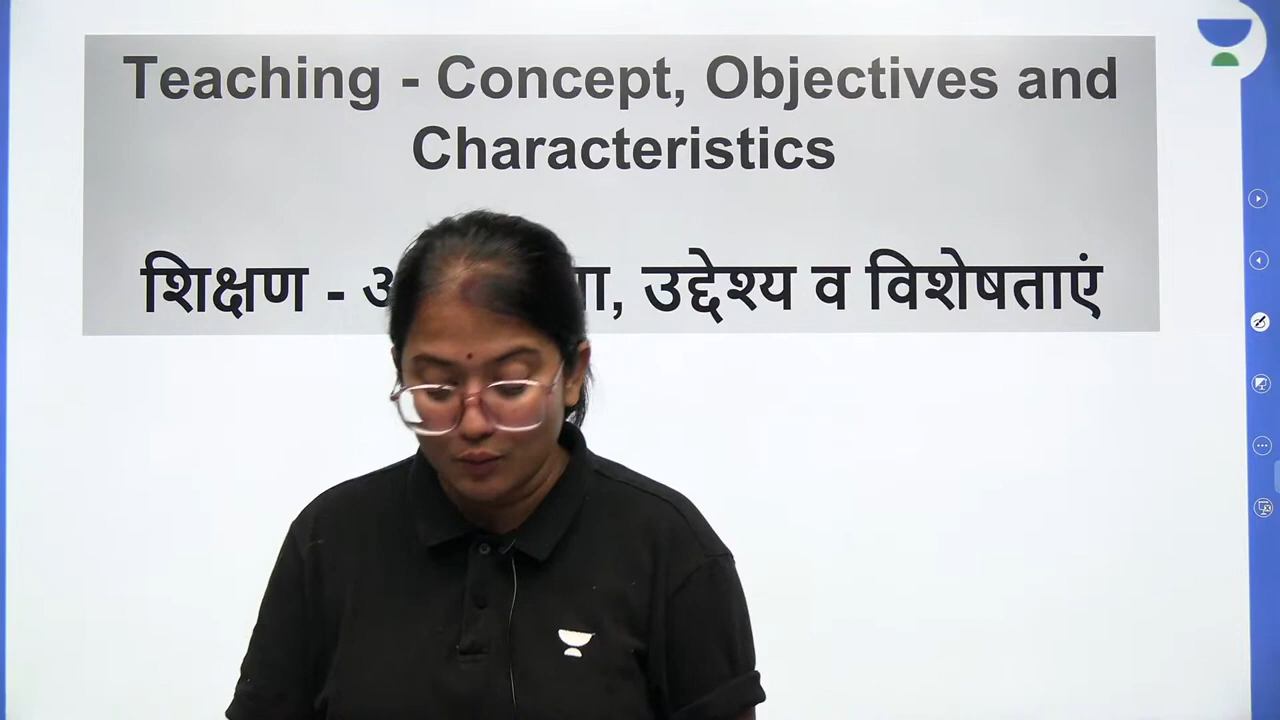 Teaching - Concept, Objectives and
Characteristics
शिक्षण - उद्देश्य व विशेषताएं